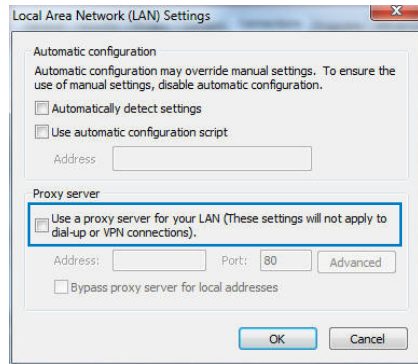 Local Area Network (LAN) Settings
Automatic configuration
Automatic configuration may override manual settings. To ensure the
use of manual settings, disable automatic configuration.
Automatically detect settings
Use automatic configuration script
Address
Proxy server
Use a proxy server for your LAN (These settings will not apply to
dial-up or VPN connections).
Address:
Port: 80
Advanced
Bypass proxy server for local addresses
OK
Cancel